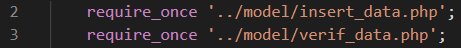 2 require_once '../model/insert_data.php';
3 require_once '../model/verif_data.php';